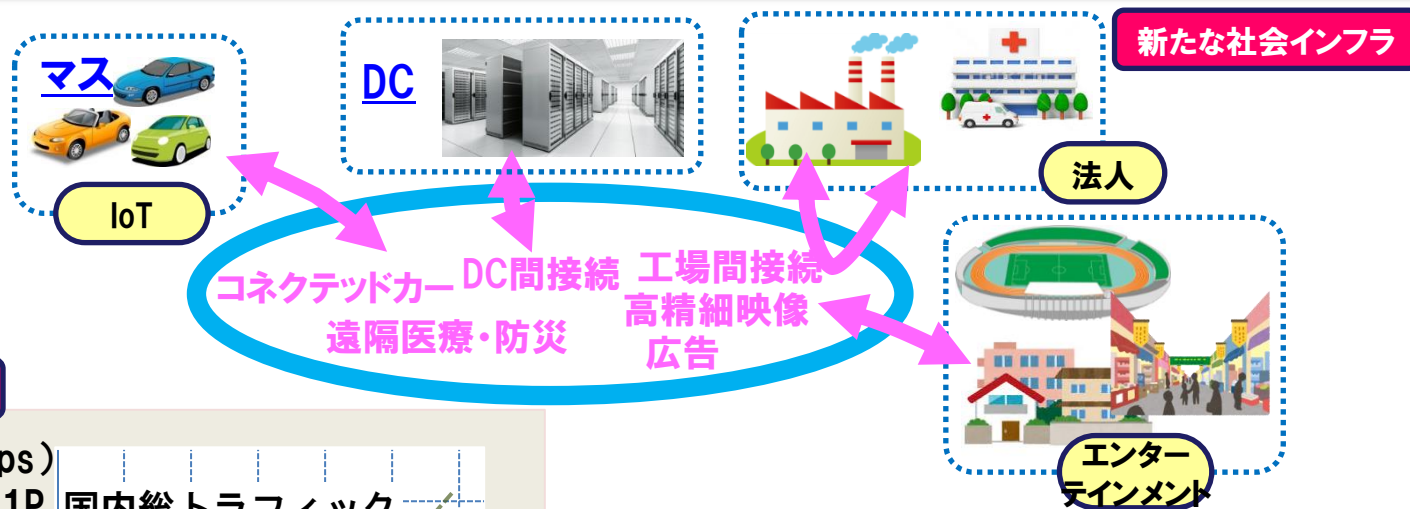 新たな社会インフラ
マス
DC
IoT
法人
コネクテッドカー
DC間接続
工場間接続
高精細映像
遠隔医療・防災
広告
エンター
テインメント
ps)
1P
国内総トラフィック